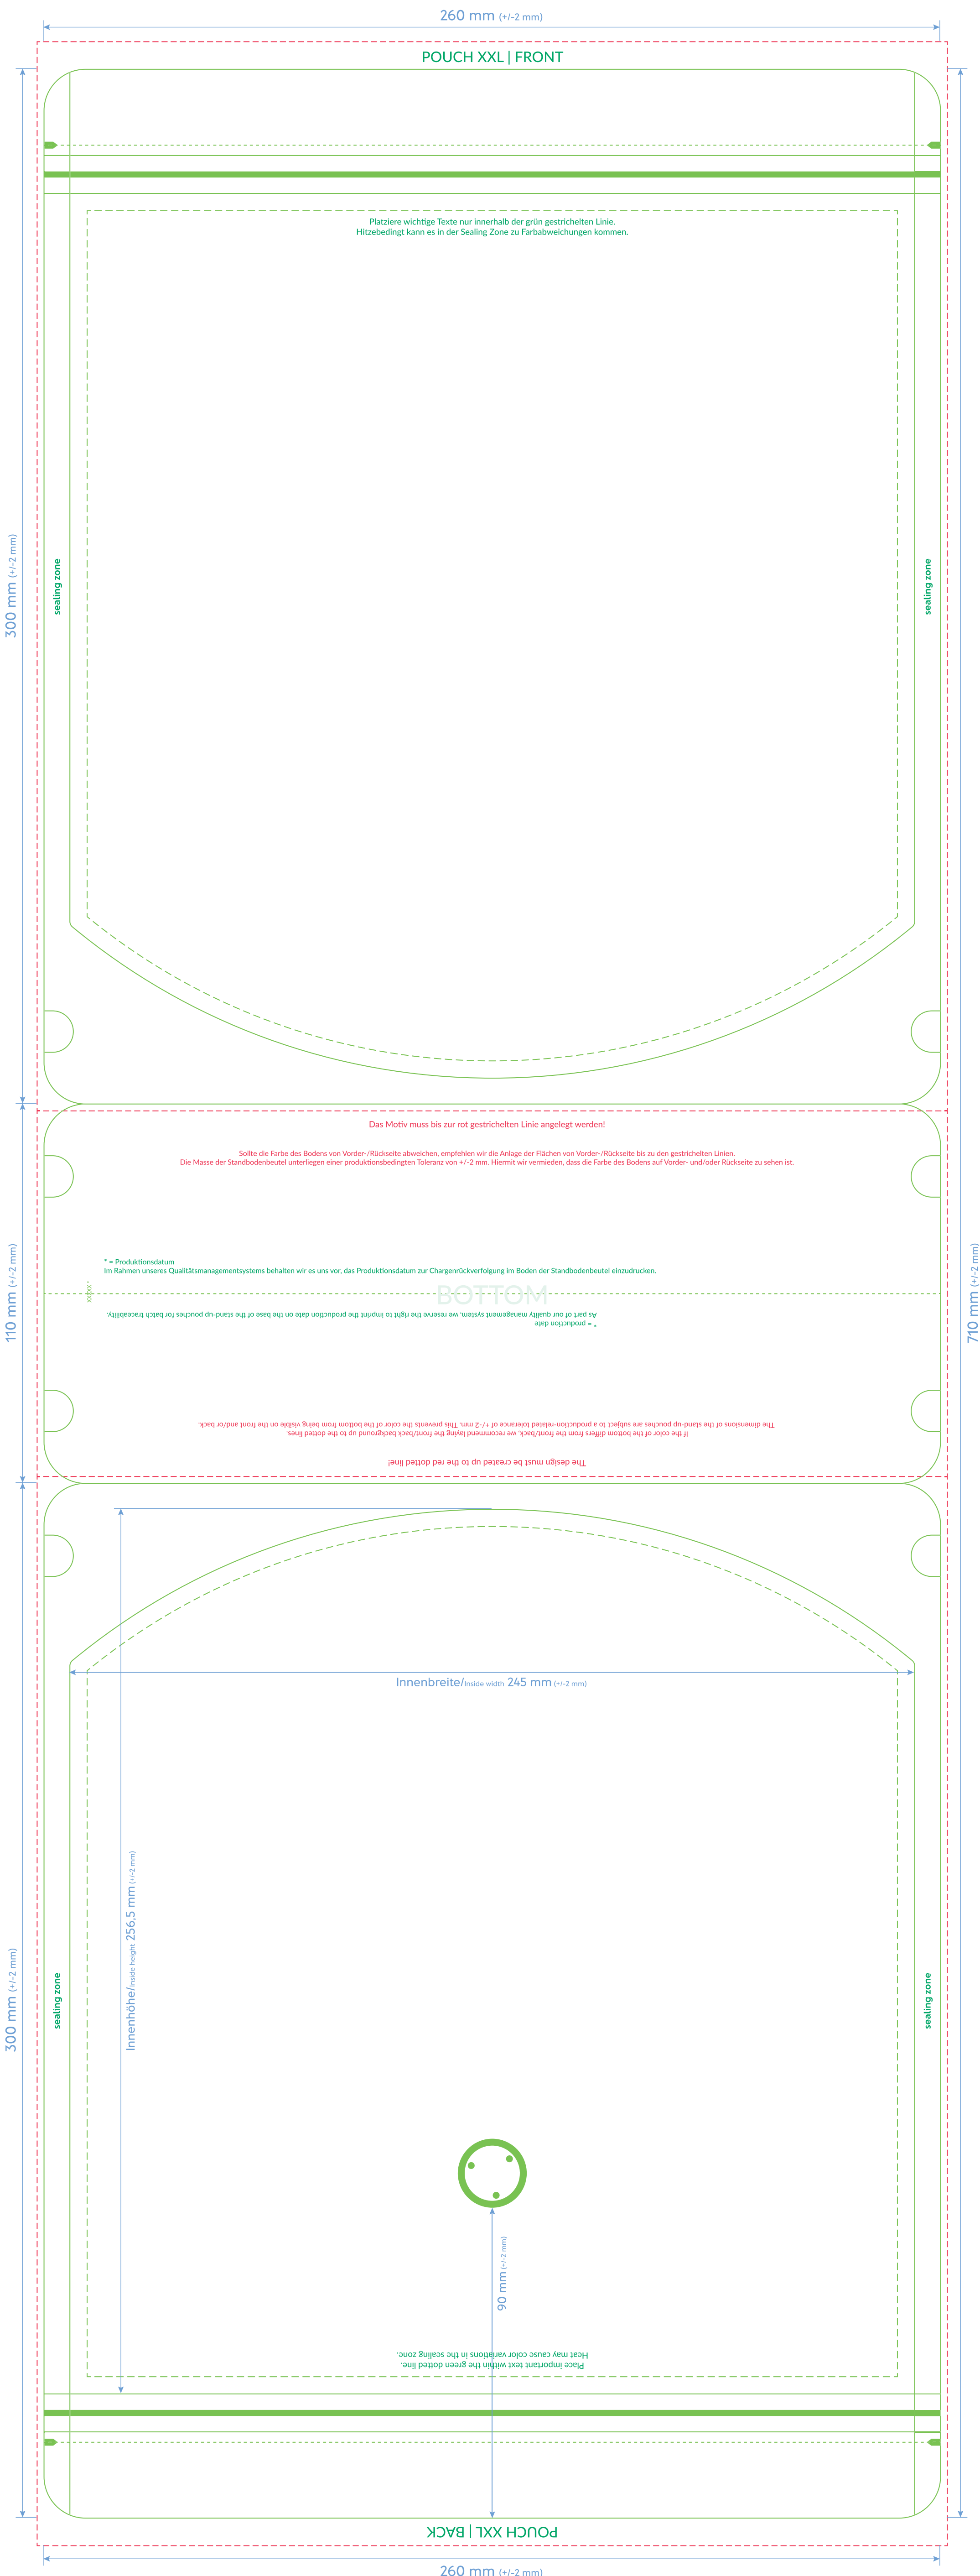 260 mm (+/-2 mm)
POUCH XXL | FRONT
Platziere wichtige Texte nur innerhalb der grün gestrichelten Linie.
Hitzebedingt kann es in der Sealing Zone zu Farbabweichungen kommen.
300 mm (+/-2 mm)
sealing zone
sealing zone
Das Motiv muss bis zur rot gestrichelten Linie angelegt werden!
Sollte die Farbe des Bodens von Vorder-/Rückseite abweichen, empfehlen wir die Anlage der Flächen von Vorder-/Rückseite bis zu den gestrichelten Linien.
Die Masse der Standbodenbeutel unterliegen einer produktionsbedingten Toleranz von +/-2 mm. Hiermit wir vermieden, dass die Farbe des Bodens auf Vorder- und/oder Rückseite zu sehen ist.
110 mm (+/-2 mm)
710 mm (+/-2 mm)
* = Produktionsdatum
Im Rahmen unseres Qualitätsmanagementsystems behalten wir es uns vor, das Produktionsdatum zur Chargenrückverfolgung im Boden der Standbodenbeutel einzudrucken.
BOTTOM
* = production date
As part of our quality management system, we reserve the right to imprint the production date on the base of the stand-up pouches for batch traceability.
The design must be created up to the red dotted line!
If the color of the bottom differs from the front/back, we recommend laying the front/back background up to the dotted lines.
The dimensions of the stand-up pouches are subject to a production-related tolerance of +/-2 mm. This prevents the color of the bottom from being visible on the front and/or back.
Innenbreite/Inside width 245 mm (+/-2 mm)
Innenhöhe/Inside height 256,5 mm (+/-2 mm)
300 mm (+/-2 mm)
sealing zone
sealing zone
90 mm (+/-2 mm)
Place important text within the green dotted line.
Heat may cause color variations in the sealing zone.
POUCH XXL | BACK
260 mm (+/-2 mm)